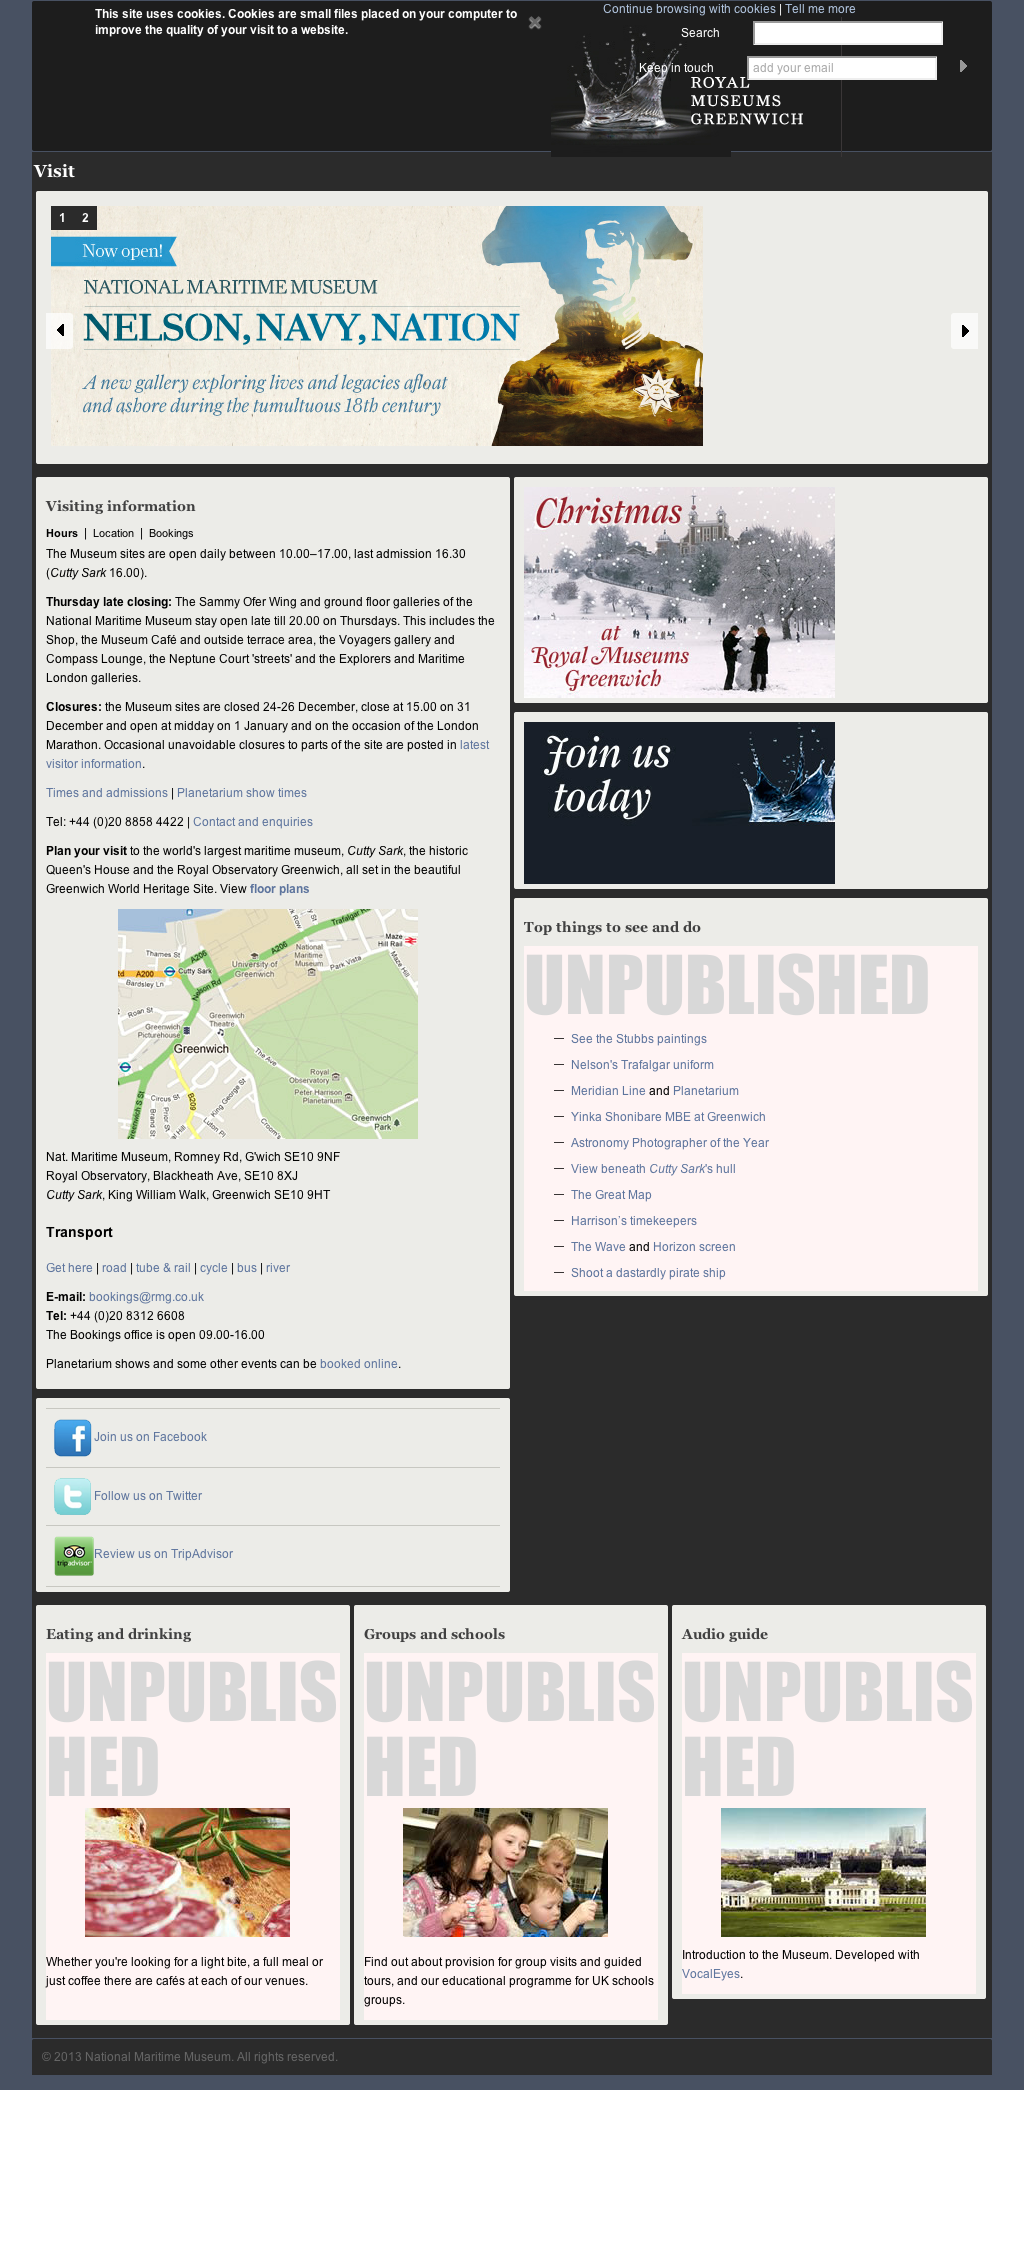 This site uses cookies. Cookies are small files placed on your computer to
improve the quality of your visit to a website.
Continue browsing with cookies | Tell me more
Search
Keep in touch
add your email
ROYAL
MUSEUMS
GREENWICH
Visit
1 2
Now open!
NATIONAL MARITIME MUSEUM
NELSON, NAVY, NATION
A new gallery exploring lives and legacies afloat
and ashore during the tumultuous 18th century
Visiting information
Hours | Location | Bookings
The Museum sites are open daily between 10.00–17.00, last admission 16.30
(Cutty Sark 16.00).
Thursday late closing: The Sammy Ofer Wing and ground floor galleries of the
National Maritime Museum stay open late till 20.00 on Thursdays. This includes the
Shop, the Museum Café and outside terrace area, the Voyagers gallery and
Compass Lounge, the Neptune Court 'streets' and the Explorers and Maritime
London galleries.
Closures: the Museum sites are closed 24-26 December, close at 15.00 on 31
December and open at midday on 1 January and on the occasion of the London
Marathon. Occasional unavoidable closures to parts of the site are posted in latest
visitor information.
Times and admissions | Planetarium show times
Tel: +44 (0)20 8858 4422 | Contact and enquiries
Plan your visit to the world's largest maritime museum, Cutty Sark, the historic
Queen's House and the Royal Observatory Greenwich, all set in the beautiful
Greenwich World Heritage Site. View floor plans
Thames St
Trafalgar Rd
A206
Maze
Hill Rail
National
Maritime
Museum
A206
University of
Greenwich
Park Vista
Maze Hill
Cutty Sark
A200
Bardsley Ln
Nelson Rd
Roan St
Greenwich
Picturehouse
Greenwich
Theatre
Greenwich
The Ave
Royal
Observatory
Peter Harrison
Planetarium
Circus St
King George St
B209
Brand St
Prior St
Greenwich S St
Luton Pl
Croom's Hill
Greenwich
Park
Nat. Maritime Museum, Romney Rd, G'wich SE10 9NF
Royal Observatory, Blackheath Ave, SE10 8XJ
Cutty Sark, King William Walk, Greenwich SE10 9HT
Transport
Get here | road | tube & rail | cycle | bus | river
E-mail: bookings@rmg.co.uk
Tel: +44 (0)20 8312 6608
The Bookings office is open 09.00-16.00
Planetarium shows and some other events can be booked online.
Join us on Facebook
Follow us on Twitter
tripadvisor
Review us on TripAdvisor
Christmas
at
Royal Museums
Greenwich
Join us
today
Top things to see and do
UNPUBLISHED
— See the Stubbs paintings
— Nelson's Trafalgar uniform
— Meridian Line and Planetarium
— Yinka Shonibare MBE at Greenwich
— Astronomy Photographer of the Year
— View beneath Cutty Sark's hull
— The Great Map
— Harrison's timekeepers
— The Wave and Horizon screen
— Shoot a dastardly pirate ship
Eating and drinking
UNPUBLIS
HED
Whether you're looking for a light bite, a full meal or
just coffee there are cafés at each of our venues.
Groups and schools
UNPUBLIS
HED
Find out about provision for group visits and guided
tours, and our educational programme for UK schools
groups.
Audio guide
UNPUBLIS
HED
Introduction to the Museum. Developed with
VocalEyes.
© 2013 National Maritime Museum. All rights reserved.